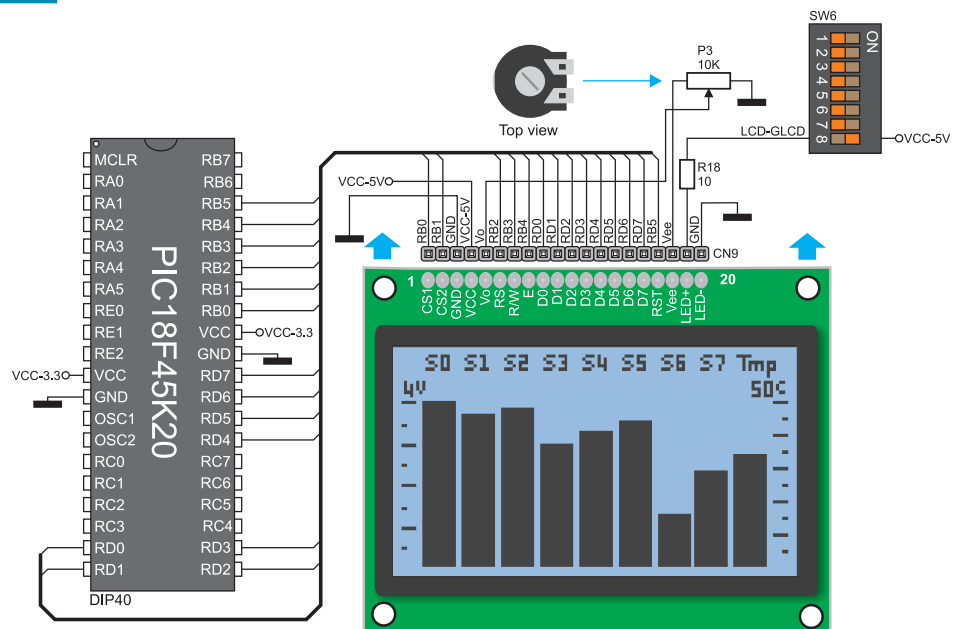 SW6
ON
1
2
3
4
5
6
7
8
P3
10K
Top view
LCD-GLCD
VCC-5V
R18
10
VCC-5V
RB0
RB1
GND
VCC-5V
Vo
RB2
RB3
RB4
RD0
RD1
RD2
RD3
RD4
RD5
RD6
RD7
RB5
Vee
GND
CN9
1
20
CS1
CS2
GND
VCC
Vo
RS
R/W
E
D0
D1
D2
D3
D4
D5
D6
D7
RST
Vee
LED+
LED-
MCLR
RA0
RA1
RA2
RA3
RA4
RA5
RE0
RE1
RE2
VCC
GND
OSC1
OSC2
RC0
RC1
RC2
RC3
RD0
RD1
PIC18F45K20
RB7
RB6
RB5
RB4
RB3
RB2
RB1
RB0
VCC
GND
RD7
RD6
RD5
RD4
RC7
RC6
RC5
RC4
RD3
RD2
VCC-3.3
VCC-3.3
DIP40
S0 S1 S2 S3 S4 S5 S6 S7 Tmp
4V
50C